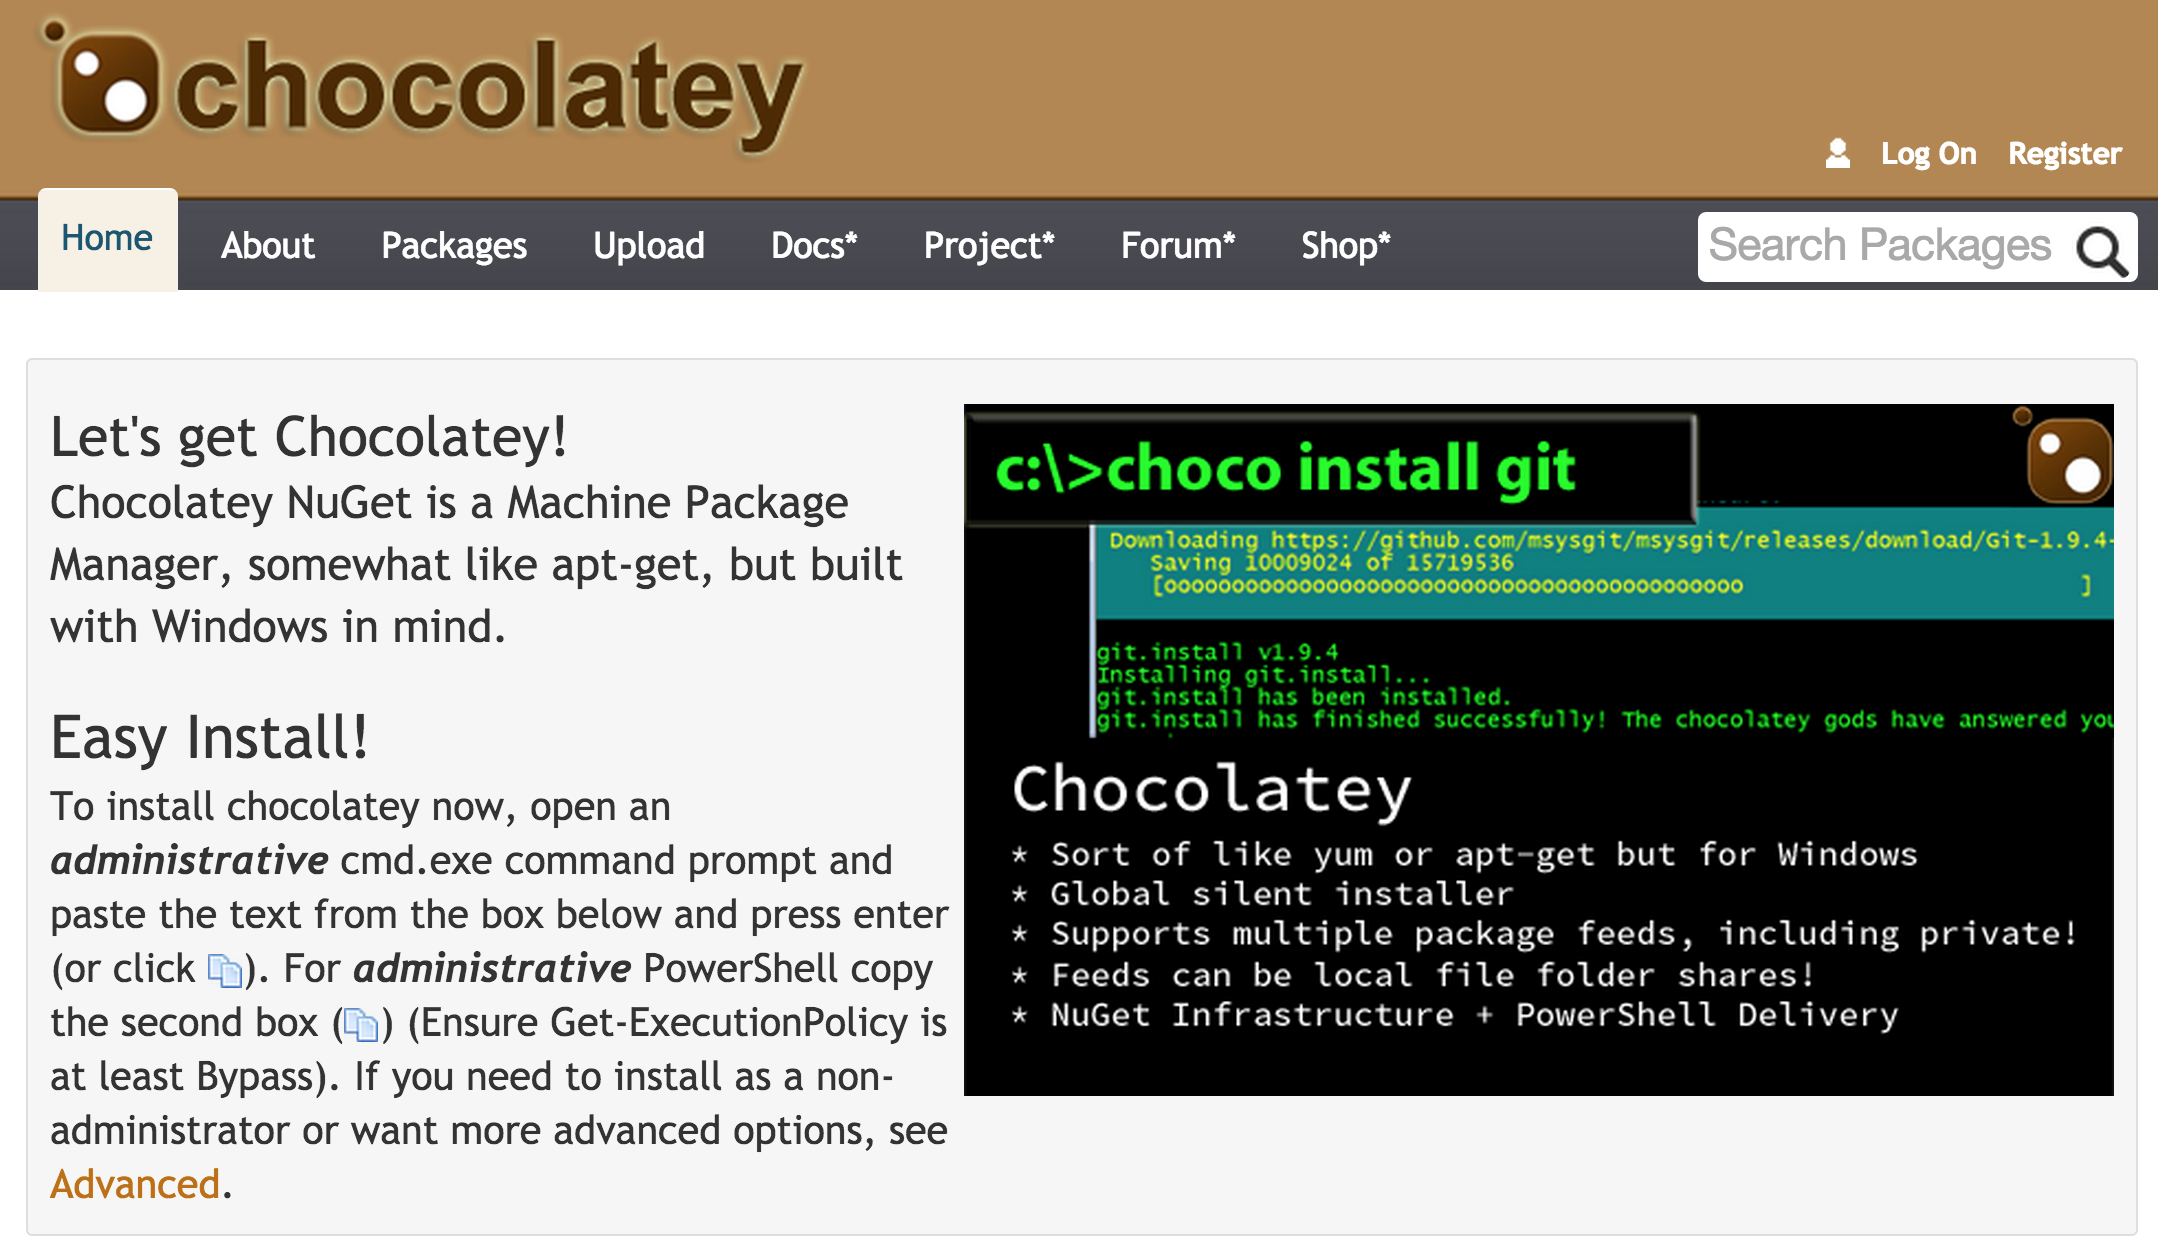 chocolatey
Log On Register
Home About Packages Upload Docs* Project* Forum* Shop* Search Packages
Let's get Chocolatey!
Chocolatey NuGet is a Machine Package
Manager, somewhat like apt-get, but built
with Windows in mind.
Easy Install!
To install chocolatey now, open an
administrative cmd.exe command prompt and
paste the text from the box below and press enter
(or click ). For administrative PowerShell copy
the second box () (Ensure Get-ExecutionPolicy is
at least Bypass). If you need to install as a non-
administrator or want more advanced options, see
Advanced.
c:\>choco install git
Downloading https://github.com/msysgit/msysgit/releases/download/Git-1.9.4-
Saving 10009024 of 15719536
[ooooooooooooooooooooooooooooooooooooooooooo ]
git.install v1.9.4
Installing git.install...
git.install has been installed.
git.install has finished successfully! The chocolatey gods have answered you
Chocolatey
* Sort of like yum or apt-get but for Windows
* Global silent installer
* Supports multiple package feeds, including private!
* Feeds can be local file folder shares!
* NuGet Infrastructure + PowerShell Delivery